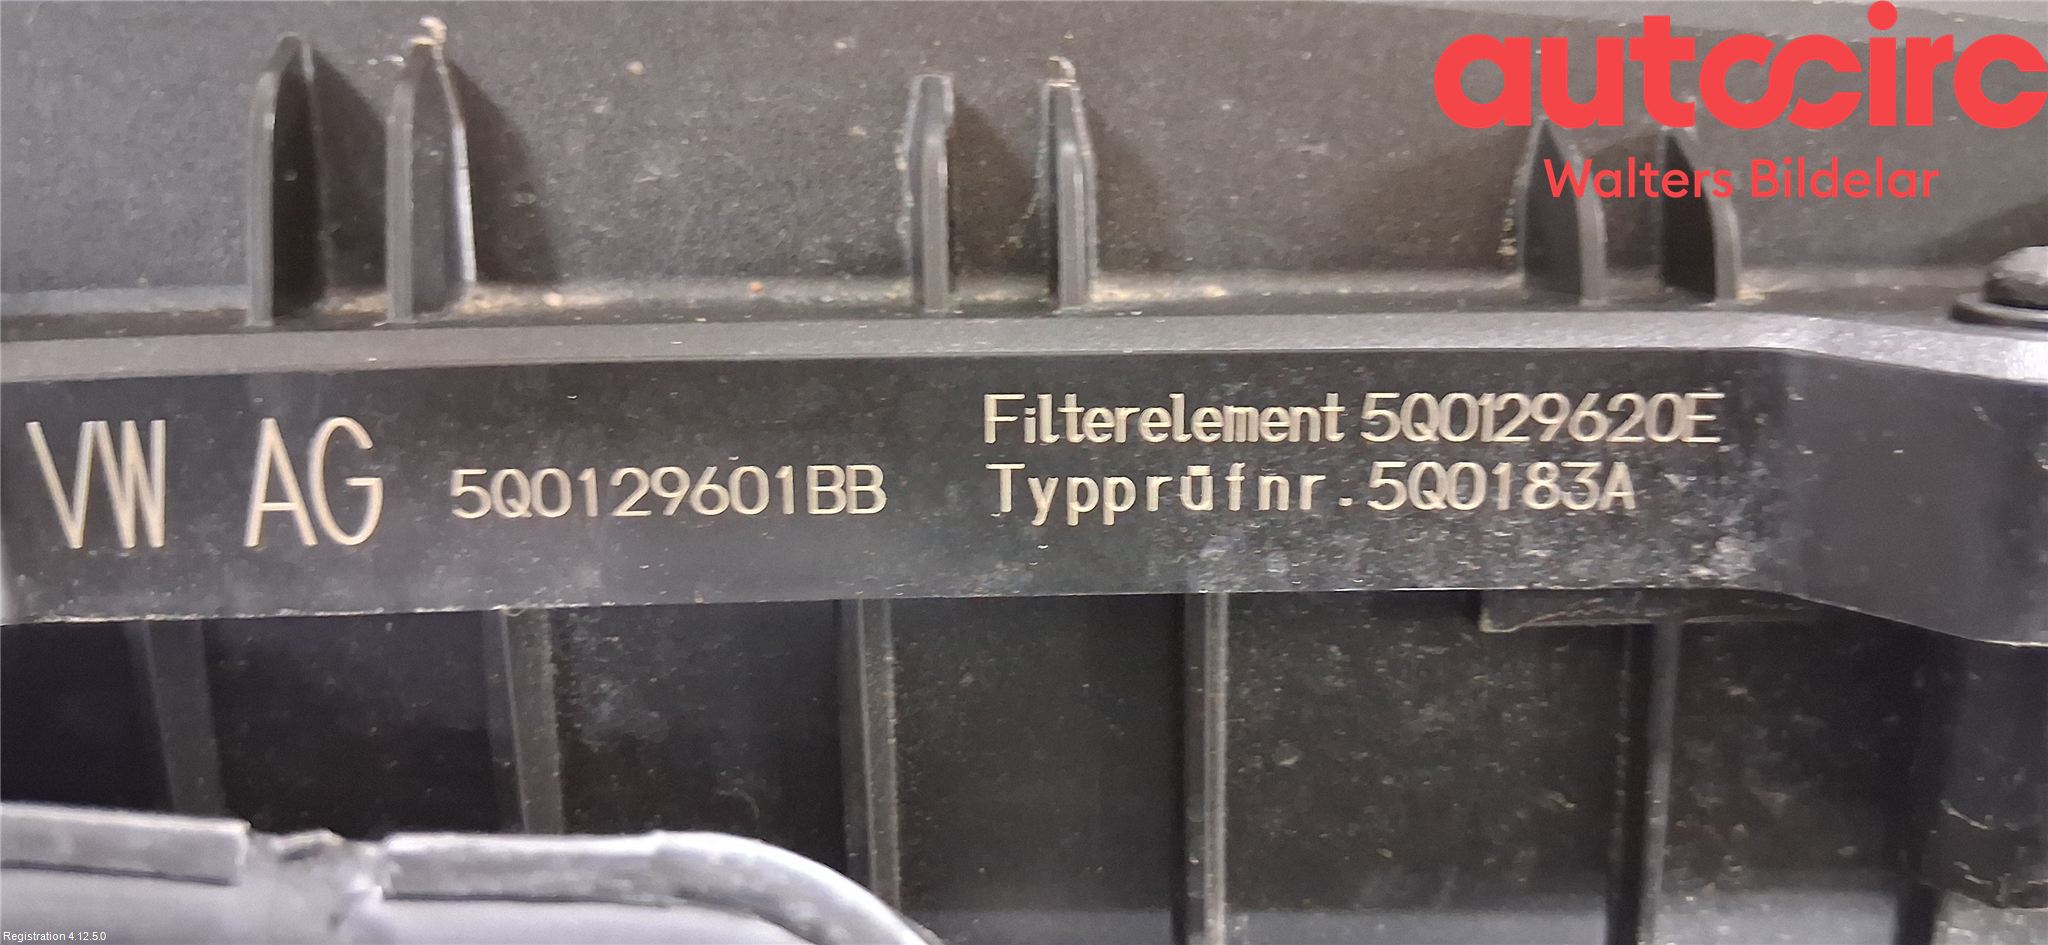 autocirc
Walters Bildelar
VW AG 5Q0129601BB
Filterelement 5Q0129620E
Typprüfnr. 5Q0183A
Registration 4.12.5.0